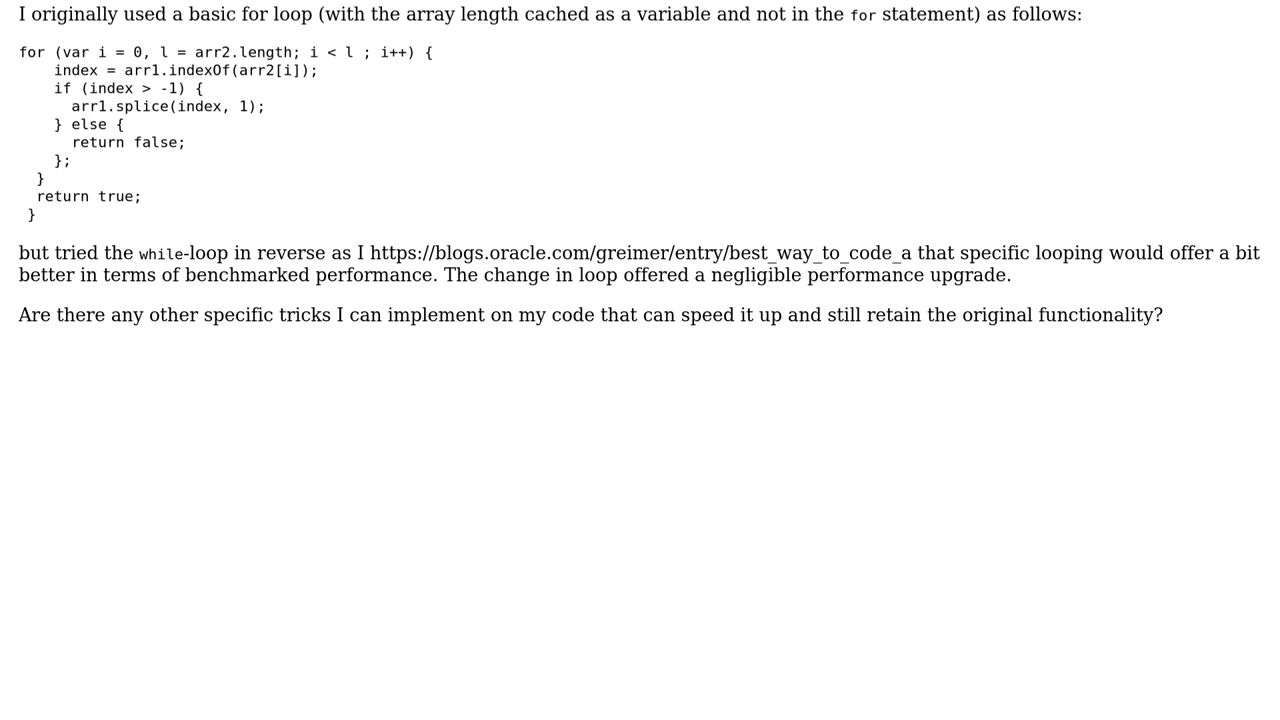 I originally used a basic for loop (with the array length cached as a variable and not in the for statement) as follows:
for (var i = 0, l = arr2.length; i < l ; i++) {
    index = arr1.indexOf(arr2[i]);
    if (index > -1) {
      arr1.splice(index, 1);
    } else {
      return false;
    };
  }
  return true;
 }
but tried the while-loop in reverse as I https://blogs.oracle.com/greimer/entry/best_way_to_code_a that specific looping would offer a bit
better in terms of benchmarked performance. The change in loop offered a negligible performance upgrade.
Are there any other specific tricks I can implement on my code that can speed it up and still retain the original functionality?